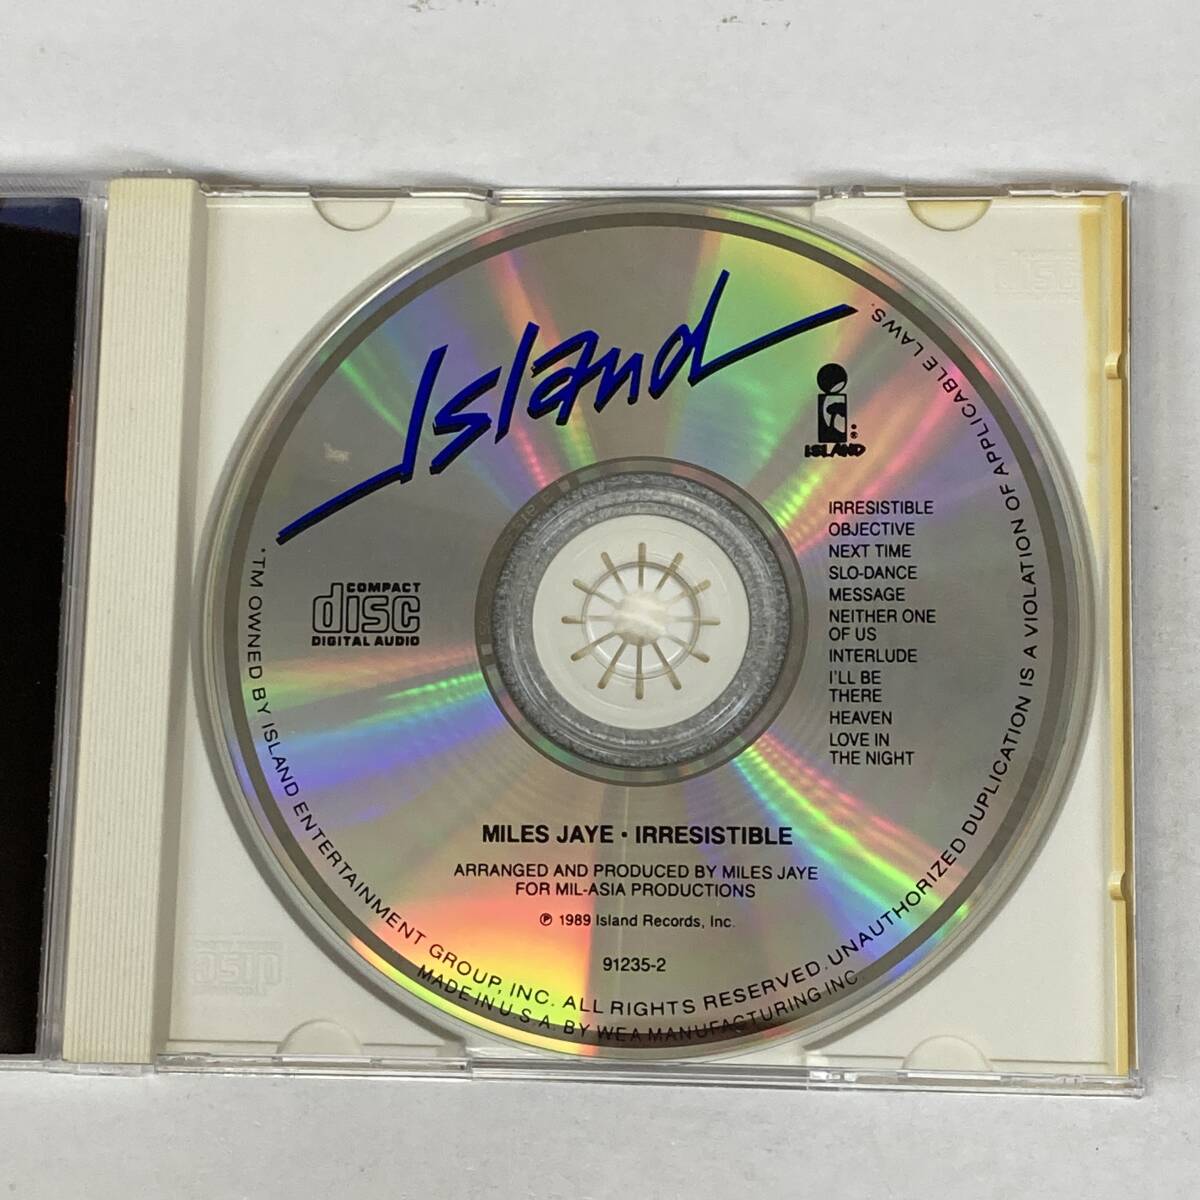 Island
ISLAND
®
IRRESISTIBLE
OBJECTIVE
NEXT TIME
SLO-DANCE
MESSAGE
NEITHER ONE
OF US
INTERLUDE
I'LL BE
THERE
HEAVEN
LOVE IN
THE NIGHT
COMPACT
disc
DIGITAL AUDIO
MILES JAYE • IRRESISTIBLE
ARRANGED AND PRODUCED BY MILES JAYE
FOR MIL-ASIA PRODUCTIONS
℗ 1989 Island Records, Inc.
91235-2
*TM OWNED BY ISLAND ENTERTAINMENT GROUP, INC. ALL RIGHTS RESERVED. UNAUTHORIZED DUPLICATION IS A VIOLATION OF APPLICABLE LAWS.
MADE IN U.S.A. BY WEA MANUFACTURING INC.
disc
disc